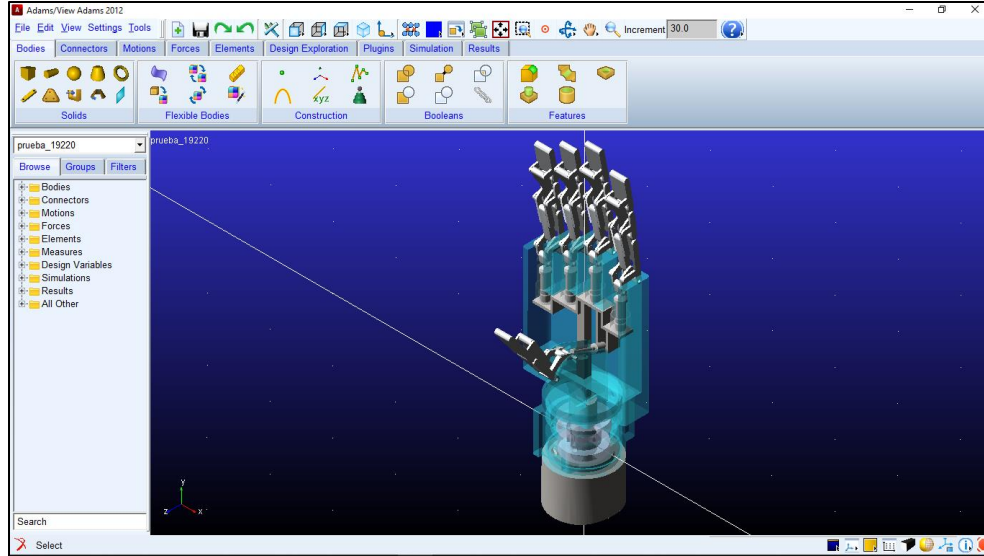 Adams/View Adams 2012
File Edit View Settings Tools
Increment 30.0
Bodies Connectors Motions Forces Elements Design Exploration Plugins Simulation Results
xyz
Solids Flexible Bodies Construction Booleans Features
prueba_19220
prueba_19220
Browse Groups Filters
Bodies
Connectors
Motions
Forces
Elements
Measures
Design Variables
Simulations
Results
All Other
Y
Z X
Search
Select